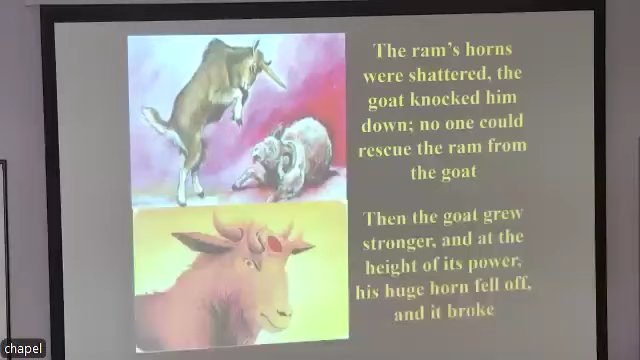 The ram's horns
were shattered, the
goat knocked him
down; no one could
rescue the ram from
the goat
Then the goat grew
stronger, and at the
height of its power,
his huge horn fell off,
and it broke
chapel